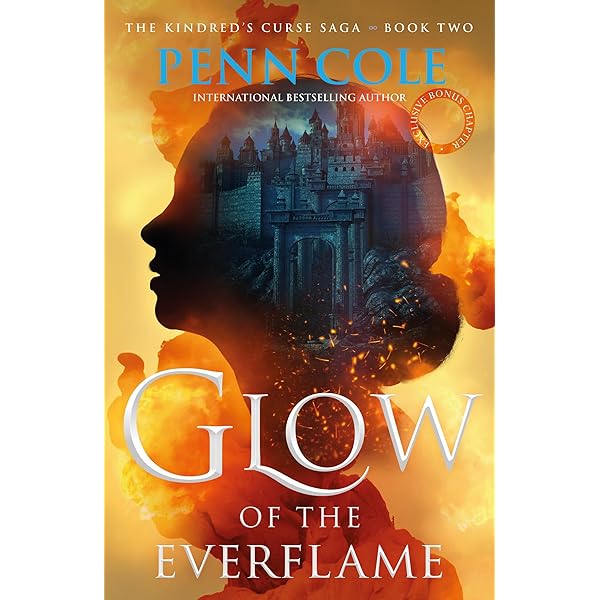 THE KINDRED'S CURSE SAGA ∞ BOOK TWO
PENN COLE
INTERNATIONAL BESTSELLING AUTHOR
EXCLUSIVE BONUS CHAPTER
GLOW
OF THE
EVERFLAME